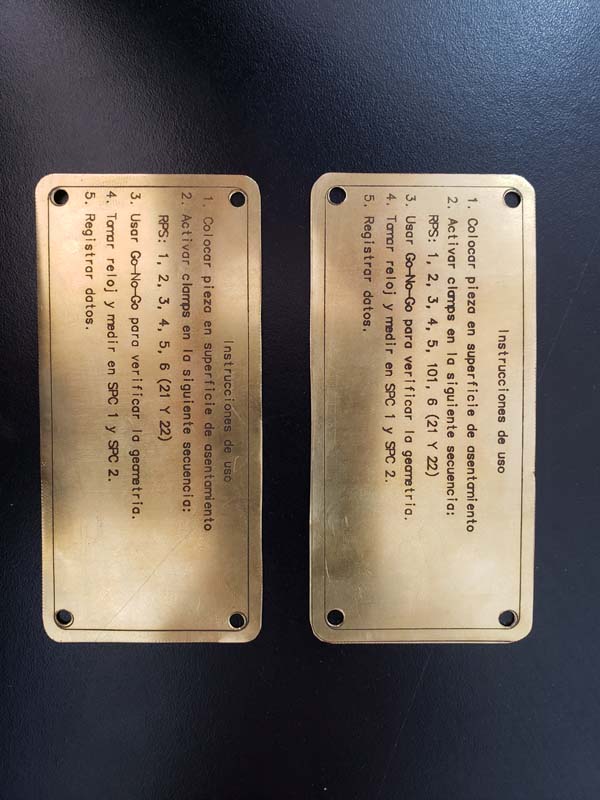 Instrucciones de uso
1. Colocar pieza en superficie de asentamiento
2. Activar clamps en la siguiente secuencia:
RPS: 1, 2, 3, 4, 5, 6 (21 Y 22)
3. Usar Go-No-Go para verificar la geometria.
4. Tomar reloj y medir en SPC 1 y SPC 2.
5. Registrar datos.
Instrucciones de uso
1. Colocar pieza en superficie de asentamiento
2. Activar clamps en la siguiente secuencia:
RPS: 1, 2, 3, 4, 5, 101, 6 (21 Y 22)
3. Usar Go-No-Go para verificar la geometria.
4. Tomar reloj y medir en SPC 1 y SPC 2.
5. Registrar datos.